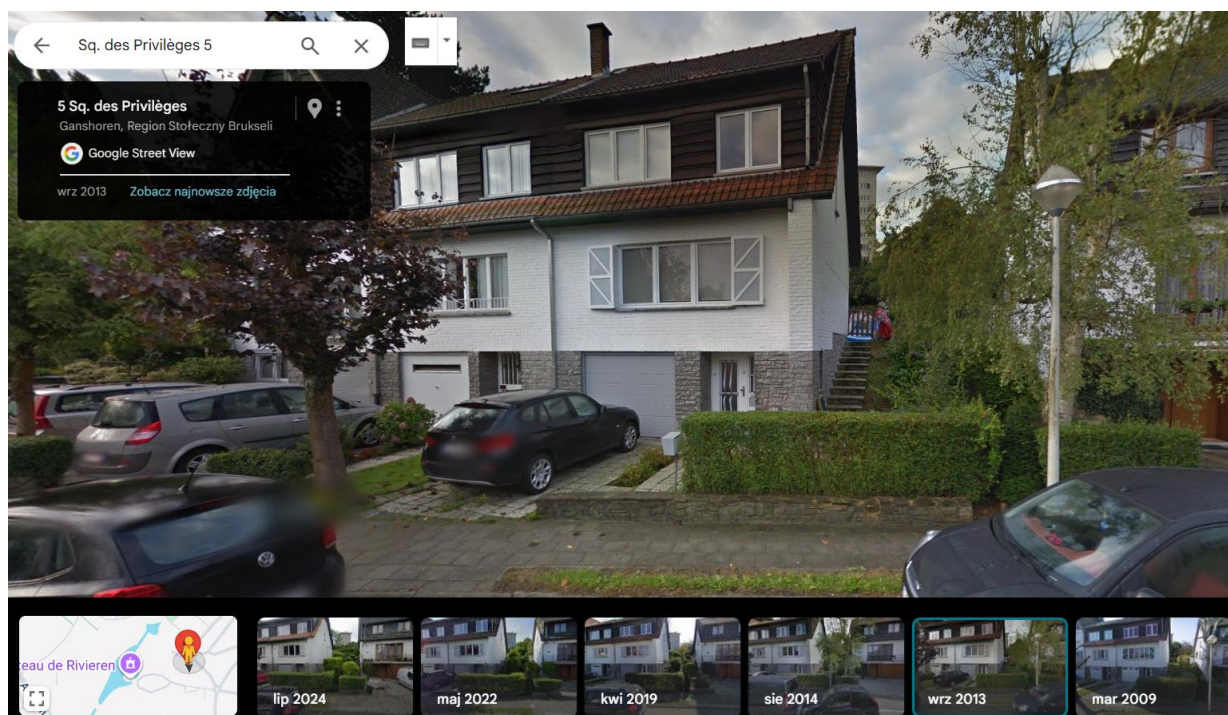 Sq. des Privilèges 5
5 Sq. des Privilèges
Ganshoren, Region Stołeczny Brukseli
Google Street View
wrz 2013 Zobacz najnowsze zdjęcia
eau de Rivieren
lip 2024
maj 2022
kwi 2019
sie 2014
wrz 2013
mar 2009